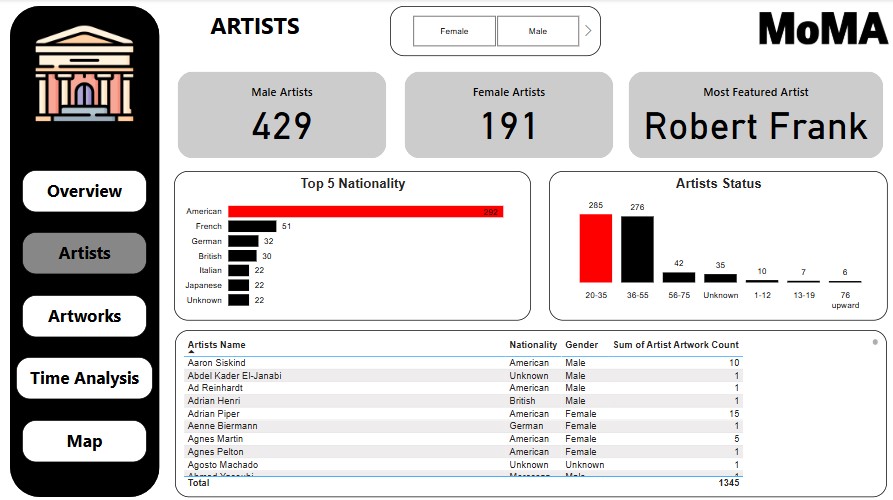 ARTISTS
Female Male
MoMA
Male Artists
429
Female Artists
191
Most Featured Artist
Robert Frank
Overview
Artists
Artworks
Time Analysis
Map
Top 5 Nationality
American 292
French 51
German 32
British 30
Italian 22
Japanese 22
Unknown 22
Artists Status
285 276 42 35 10 7 6
20-35 36-55 56-75 Unknown 1-12 13-19 76 upward
Artists Name Nationality Gender Sum of Artist Artwork Count
Aaron Siskind American Male 10
Abdel Kader El-Janabi Unknown Male 1
Ad Reinhardt American Male 1
Adrian Henri British Male 1
Adrian Piper American Female 15
Aenne Biermann German Female 1
Agnes Martin American Female 5
Agnes Pelton American Female 1
Agosto Machado Unknown Unknown 1
Total 1345